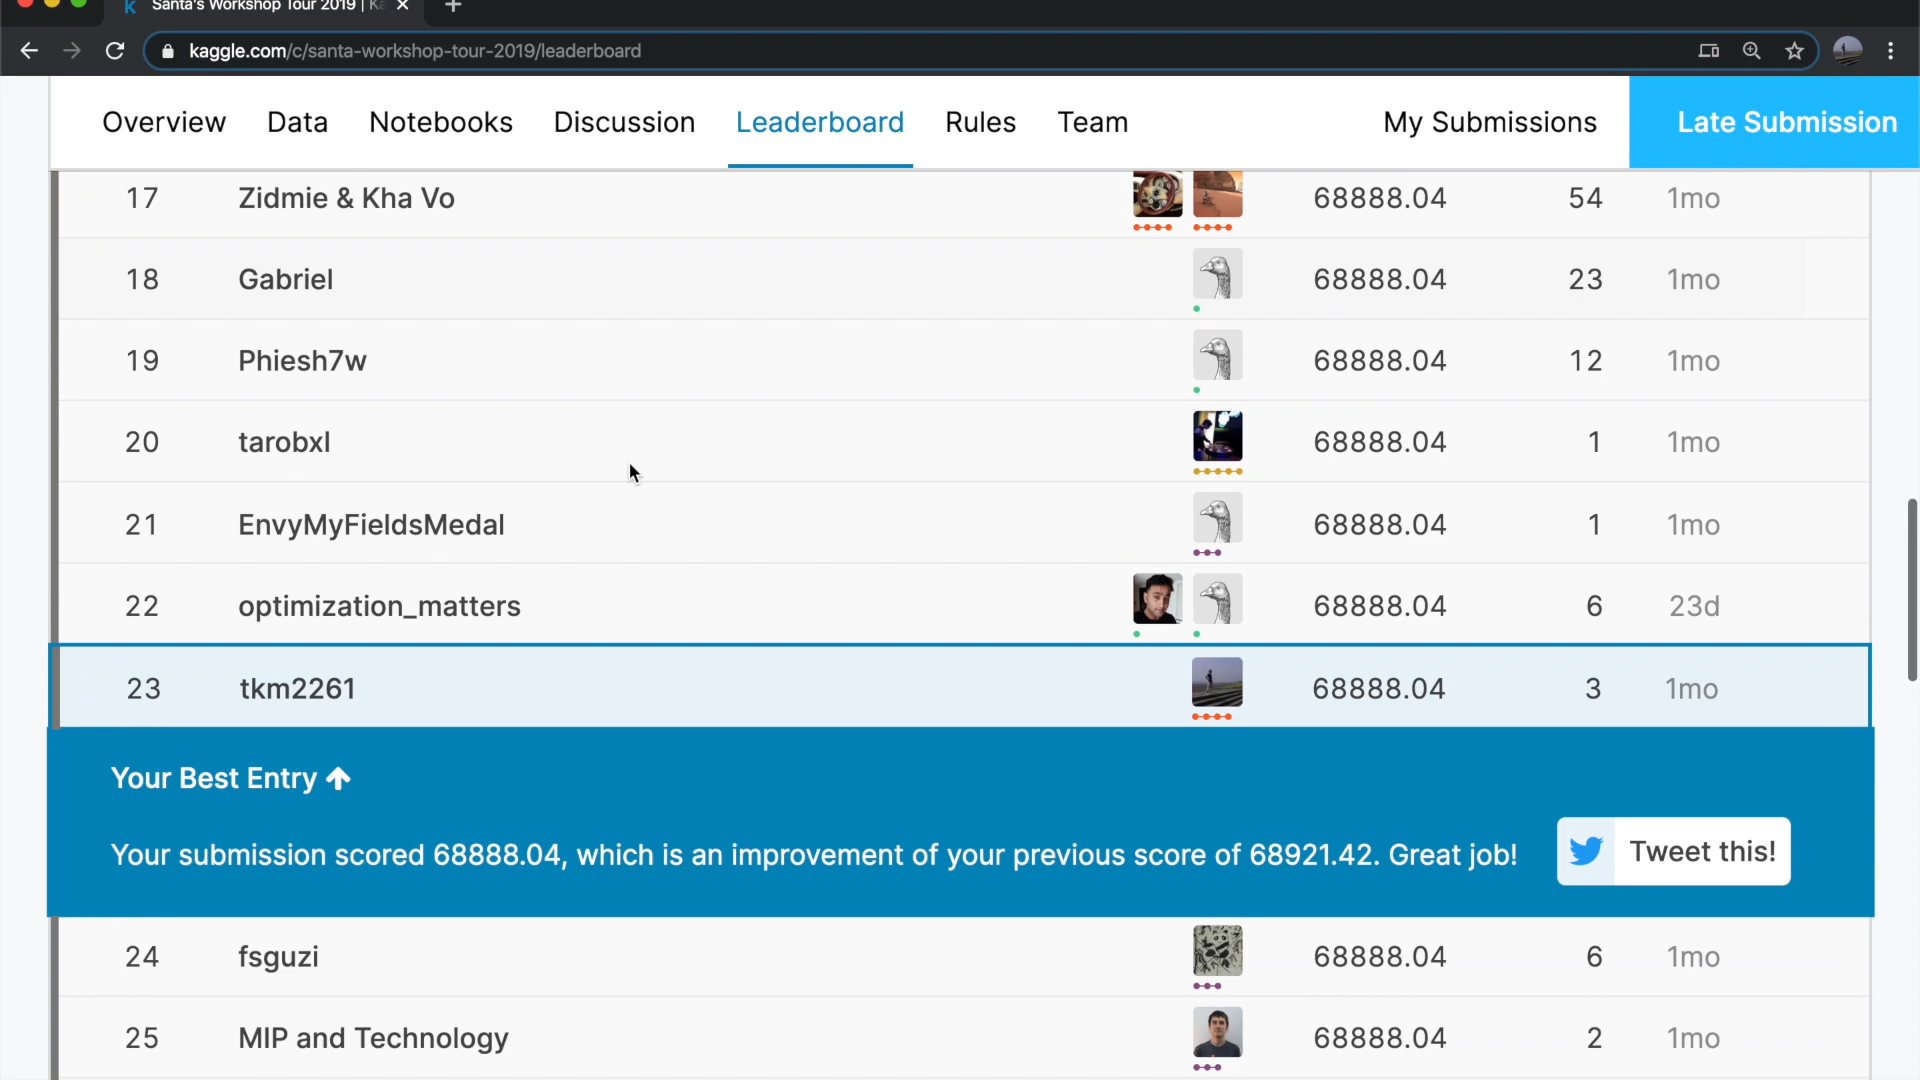 Santa's Workshop Tour 2019 | Ka
kaggle.com/c/santa-workshop-tour-2019/leaderboard
Overview Data Notebooks Discussion Leaderboard Rules Team My Submissions Late Submission
17 Zidmie & Kha Vo 68888.04 54 1mo
18 Gabriel 68888.04 23 1mo
19 Phiesh7w 68888.04 12 1mo
20 tarobxl 68888.04 1 1mo
21 EnvyMyFieldsMedal 68888.04 1 1mo
22 optimization_matters 68888.04 6 23d
23 tkm2261 68888.04 3 1mo
Your Best Entry
Your submission scored 68888.04, which is an improvement of your previous score of 68921.42. Great job! Tweet this!
24 fsguzi 68888.04 6 1mo
25 MIP and Technology 68888.04 2 1mo